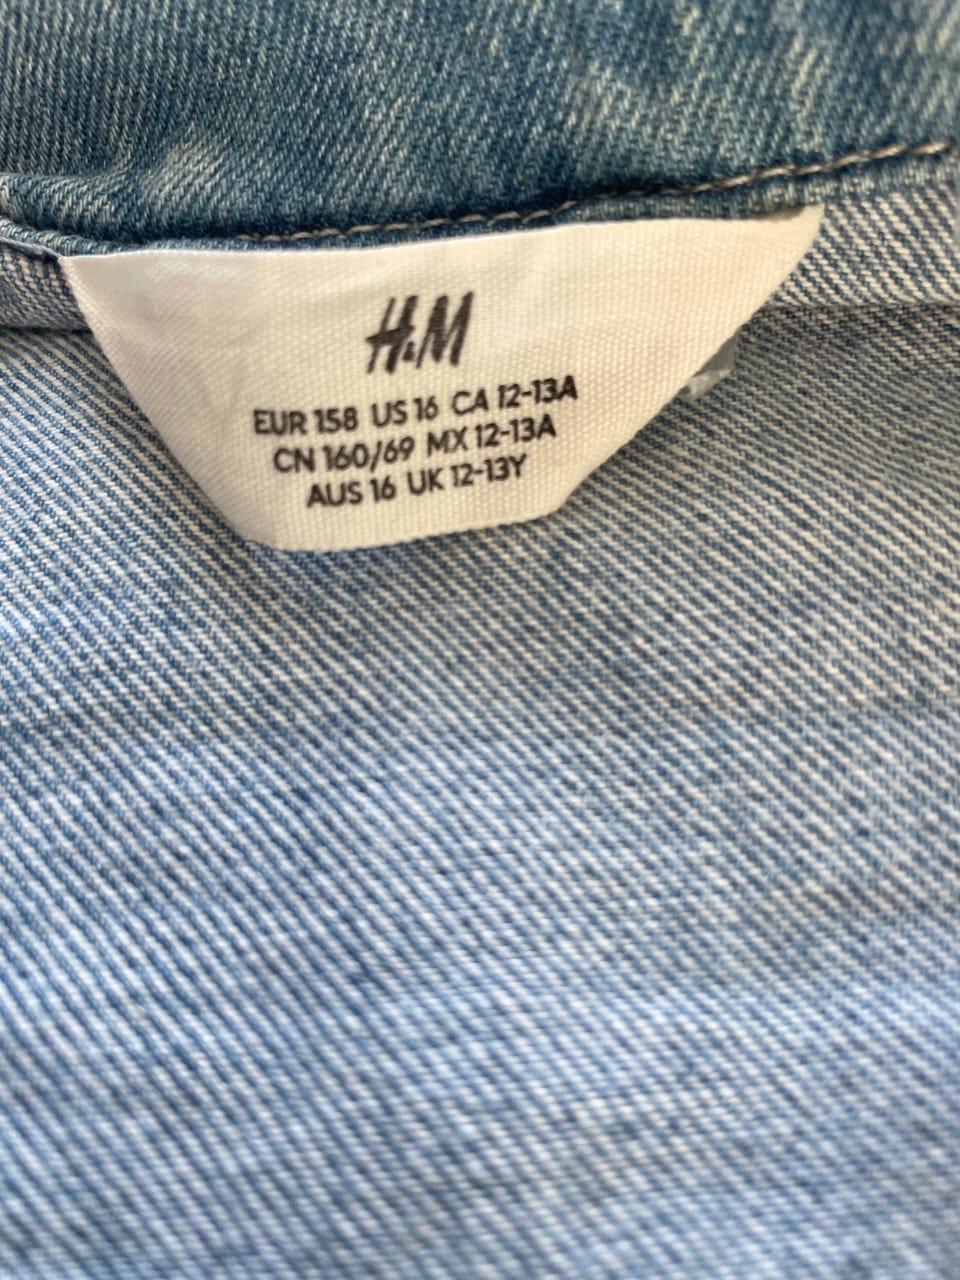 H&M
EUR 158 US 16 CA 12-13A
CN 160/69 MX 12-13A
AUS 16 UK 12-13Y